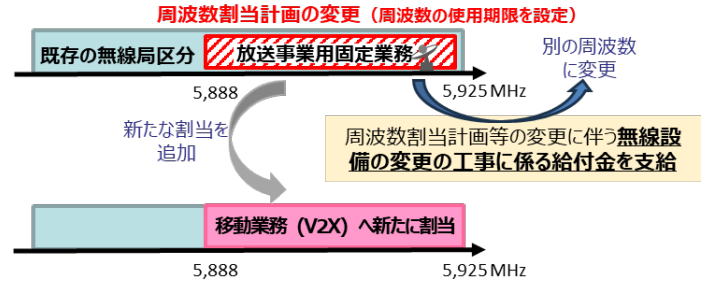 周波数割当計画の変更（周波数の使用期限を設定）
既存の無線局区分
放送事業用固定業務
別の周波数
に変更
5,888
5,925 MHz
新たな割当を
追加
周波数割当計画等の変更に伴う無線設
備の変更の工事に係る給付金を支給
移動業務（V2X）へ新たに割当
5,888
5,925 MHz